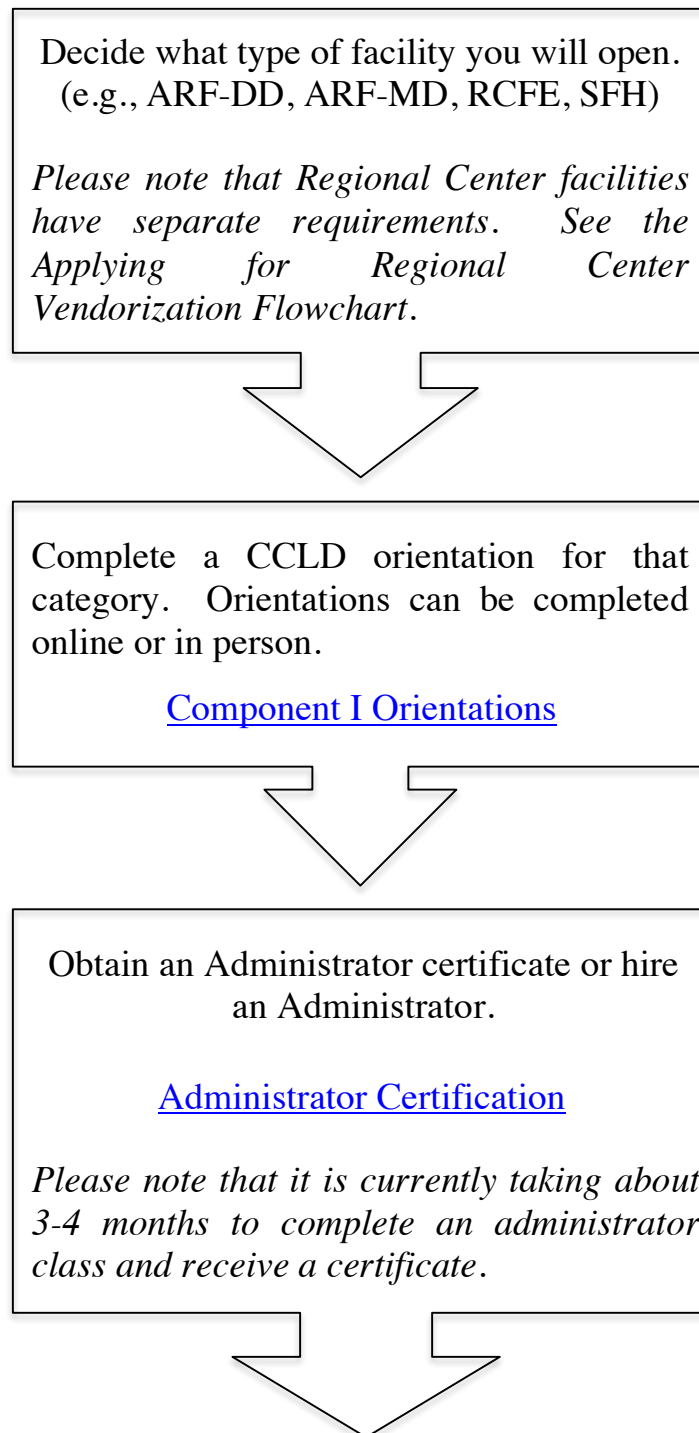 Decide what type of facility you will open.
(e.g., ARF-DD, ARF-MD, RCFE, SFH)
Please note that Regional Center facilities
have separate requirements. See the
Applying for Regional Center
Vendorization Flowchart.
Complete a CCLD orientation for that
category. Orientations can be completed
online or in person.
Component I Orientations
Obtain an Administrator certificate or hire
an Administrator.
Administrator Certification
Please note that it is currently taking about
3-4 months to complete an administrator
class and receive a certificate.